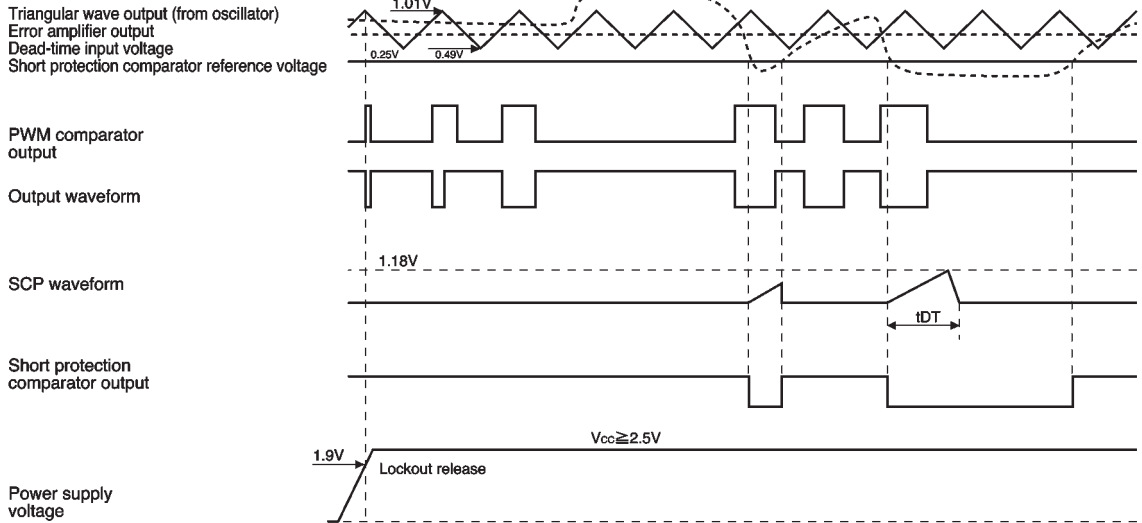 Triangular wave output (from oscillator)
1.01V
Error amplifier output
Dead-time input voltage
0.25V
0.49V
Short protection comparator reference voltage
PWM comparator
output
Output waveform
1.18V
SCP waveform
tDT
Short protection
comparator output
Vcc≧2.5V
1.9V
Lockout release
Power supply
voltage